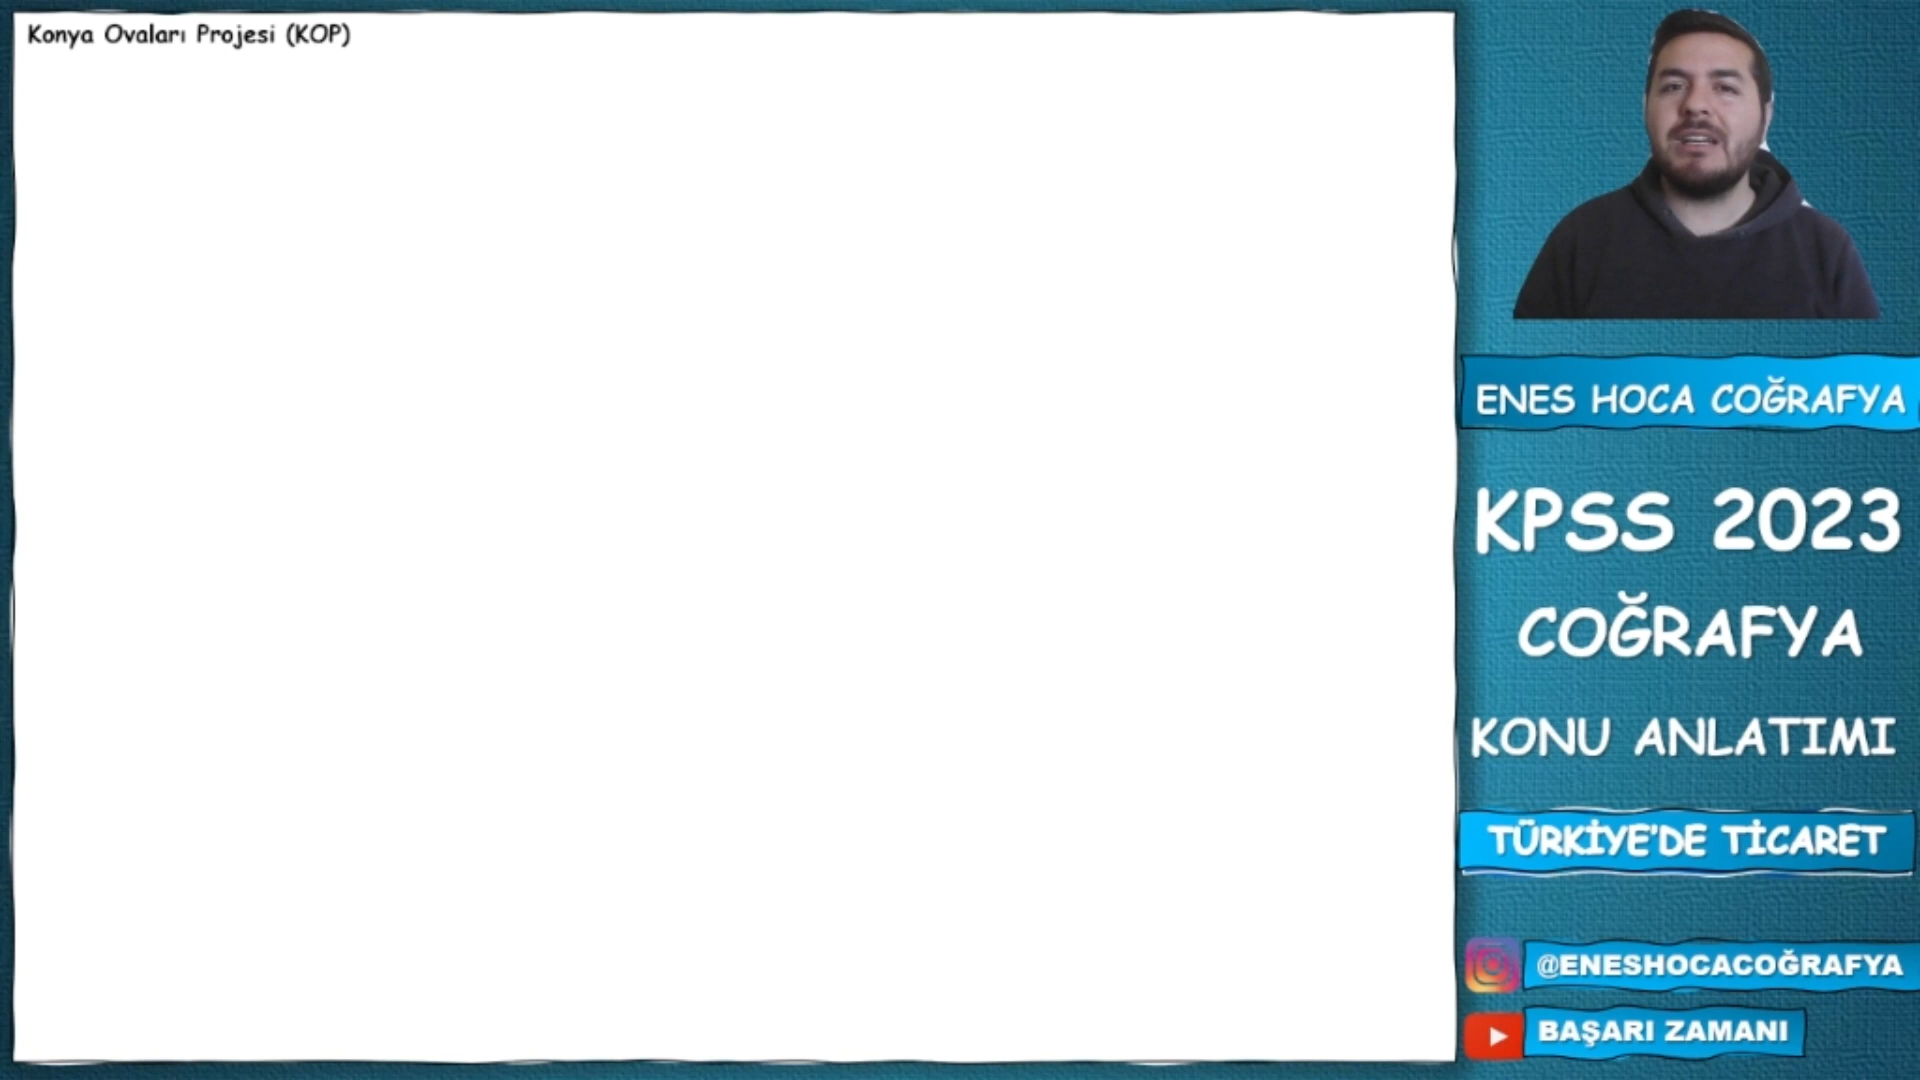 Konya Ovaları Projesi (KOP)
ENES HOCA COĞRAFYA
KPSS 2023
COĞRAFYA
KONU ANLATIMI
TÜRKİYE'DE TİCARET
@ENESHOCACOĞRAFYA
BAŞARI ZAMANI